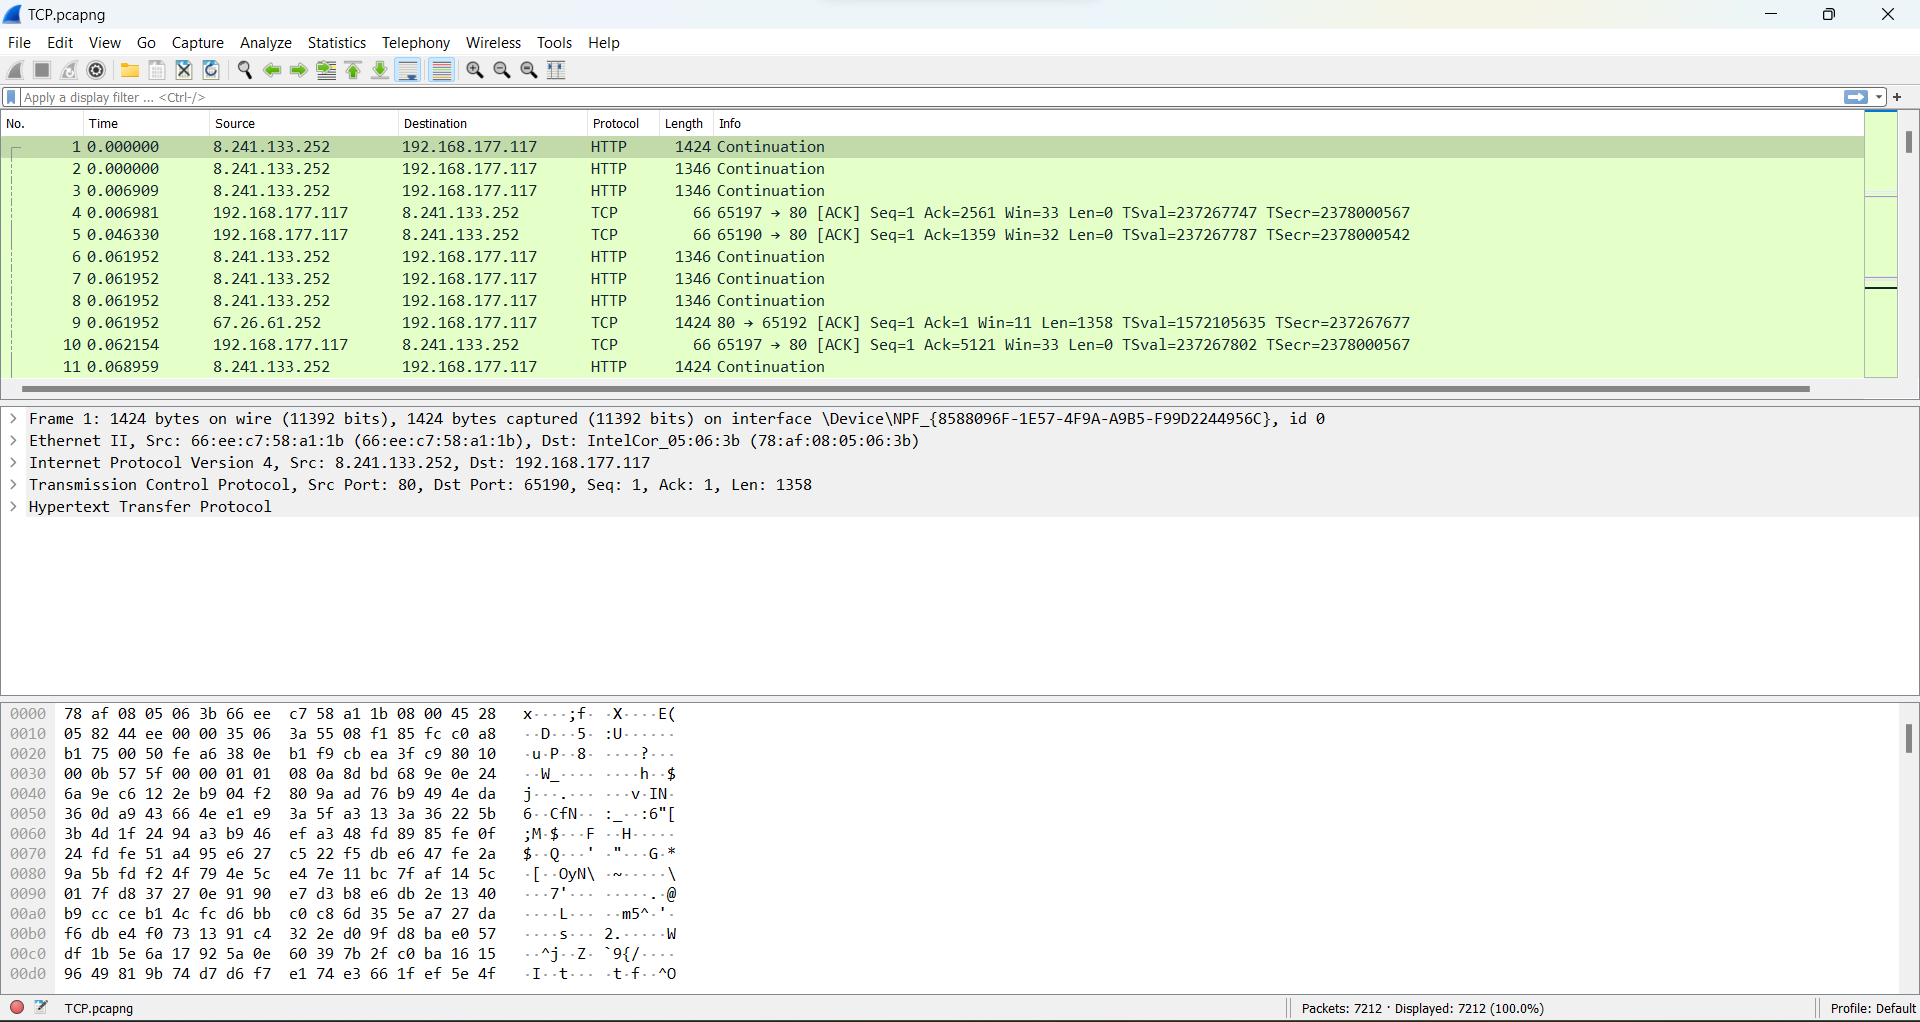 TCP.pcapng
File Edit View Go Capture Analyze Statistics Telephony Wireless Tools Help
Apply a display filter ... <Ctrl-/>
No. Time Source Destination Protocol Length Info
1 0.000000 8.241.133.252 192.168.177.117 HTTP 1424 Continuation
2 0.000000 8.241.133.252 192.168.177.117 HTTP 1346 Continuation
3 0.006909 8.241.133.252 192.168.177.117 HTTP 1346 Continuation
4 0.006981 192.168.177.117 8.241.133.252 TCP 66 65197 → 80 [ACK] Seq=1 Ack=2561 Win=33 Len=0 TSval=237267747 TSecr=2378000567
5 0.046330 192.168.177.117 8.241.133.252 TCP 66 65190 → 80 [ACK] Seq=1 Ack=1359 Win=32 Len=0 TSval=237267787 TSecr=2378000542
6 0.061952 8.241.133.252 192.168.177.117 HTTP 1346 Continuation
7 0.061952 8.241.133.252 192.168.177.117 HTTP 1346 Continuation
8 0.061952 8.241.133.252 192.168.177.117 HTTP 1346 Continuation
9 0.061952 67.26.61.252 192.168.177.117 TCP 1424 80 → 65192 [ACK] Seq=1 Ack=1 Win=11 Len=1358 TSval=1572105635 TSecr=237267677
10 0.062154 192.168.177.117 8.241.133.252 TCP 66 65197 → 80 [ACK] Seq=1 Ack=5121 Win=33 Len=0 TSval=237267802 TSecr=2378000567
11 0.068959 8.241.133.252 192.168.177.117 HTTP 1424 Continuation
Frame 1: 1424 bytes on wire (11392 bits), 1424 bytes captured (11392 bits) on interface \Device\NPF_{8588096F-1E57-4F9A-A9B5-F99D2244956C}, id 0
Ethernet II, Src: 66:ee:c7:58:a1:1b (66:ee:c7:58:a1:1b), Dst: IntelCor_05:06:3b (78:af:08:05:06:3b)
Internet Protocol Version 4, Src: 8.241.133.252, Dst: 192.168.177.117
Transmission Control Protocol, Src Port: 80, Dst Port: 65190, Seq: 1, Ack: 1, Len: 1358
Hypertext Transfer Protocol
0000 78 af 08 05 06 3b 66 ee c7 58 a1 1b 08 00 45 28 x····;f· ·X····E(
0010 05 82 44 ee 00 00 35 06 3a 55 08 f1 85 fc c0 a8 ··D···5· :U······
0020 b1 75 00 50 fe a6 38 0e b1 f9 cb ea 3f c9 80 10 ·u·P··8· ····?···
0030 00 0b 57 5f 00 00 01 01 08 0a 8d bd 68 9e 0e 24 ··W_···· ····h··$
0040 6a 9e c6 12 2e b9 04 f2 80 9a ad 76 b9 49 4e da j···.··· ···v·IN·
0050 36 0d a9 43 66 4e e1 e9 3a 5f a3 13 3a 36 22 5b 6··CfN·· :_··:6"[
0060 3b 4d 1f 24 94 a3 b9 46 ef a3 48 fd 89 85 fe 0f ;M·$···F ··H·····
0070 24 fd fe 51 a4 95 e6 27 c5 22 f5 db e6 47 fe 2a $··Q···' ·"···G·*
0080 9a 5b fd f2 4f 79 4e 5c e4 7e 11 bc 7f af 14 5c ·[··OyN\ ·~·····\
0090 01 7f d8 37 27 0e 91 90 e7 d3 b8 e6 db 2e 13 40 ···7'··· ·····.·@
00a0 b9 cc ce b1 4c fc d6 bb c0 c8 6d 35 5e a7 27 da ····L··· ··m5^·'·
00b0 f6 db e4 f0 73 13 91 c4 32 2e d0 9f d8 ba e0 57 ····s··· 2.·····W
00c0 df 1b 5e 6a 17 92 5a 0e 60 39 7b 2f c0 ba 16 15 ··^j··Z· `9{/····
00d0 96 49 81 9b 74 d7 d6 f7 e1 74 e3 66 1f ef 5e 4f ·I··t··· ·t·f··^O
TCP.pcapng Packets: 7212 · Displayed: 7212 (100.0%) Profile: Default